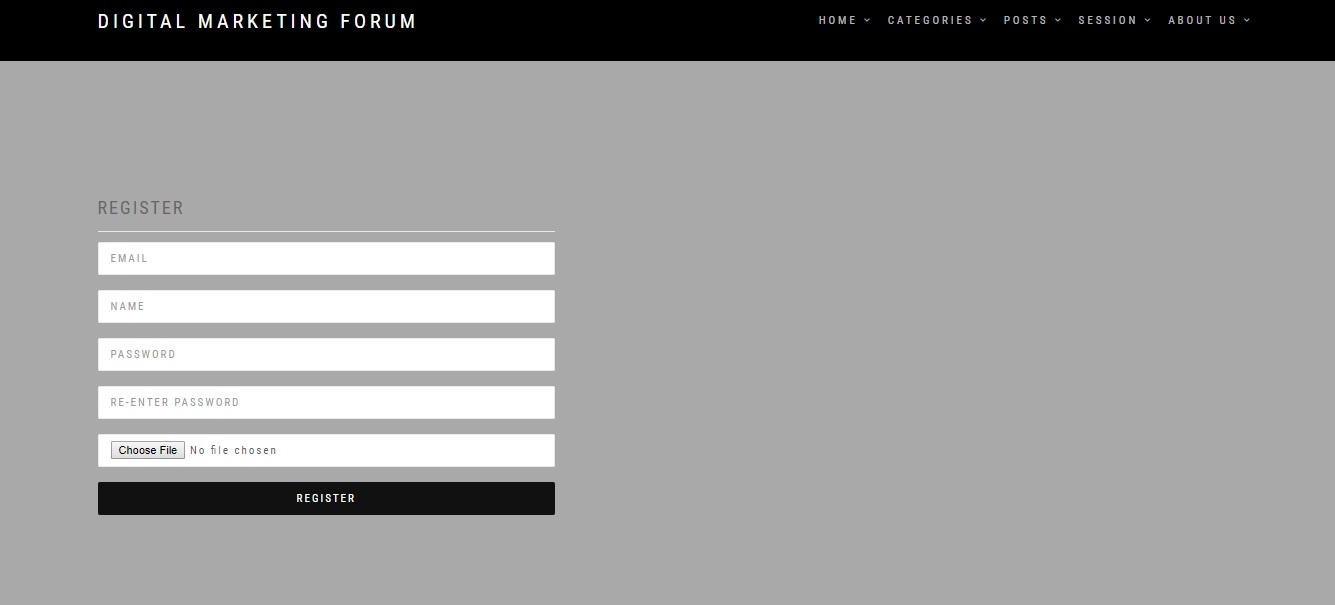 DIGITAL MARKETING FORUM
HOME CATEGORIES POSTS SESSION ABOUT US
REGISTER
EMAIL
NAME
PASSWORD
RE-ENTER PASSWORD
Choose File No file chosen
REGISTER